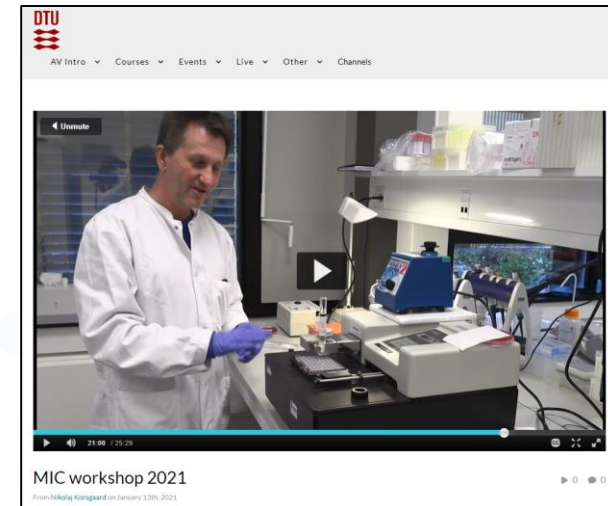 DTU
AV Intro Courses Events Live Other Channels
Unmute
21:00 / 25:29
CC
MIC workshop 2021
0 0
From Nikolaj Korsgaard on January 13th, 2021